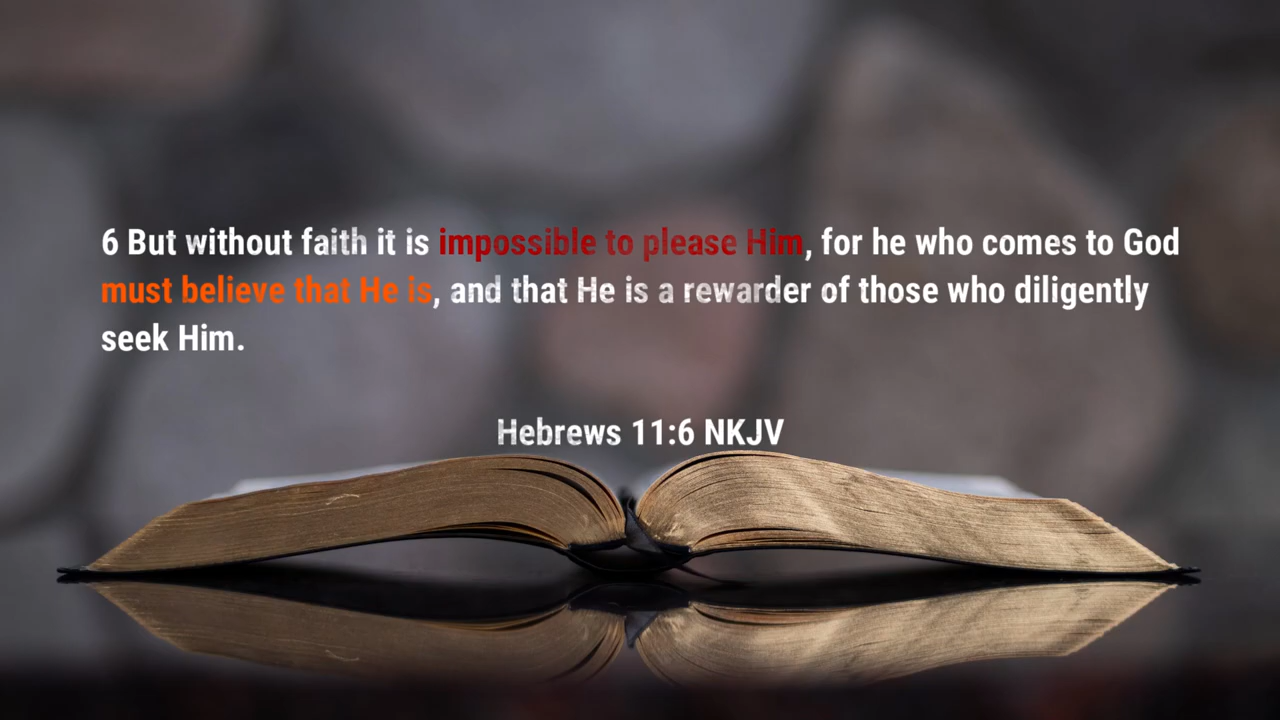 6 But without faith it is impossible to please Him, for he who comes to God
must believe that He is, and that He is a rewarder of those who diligently
seek Him.
Hebrews 11:6 NKJV